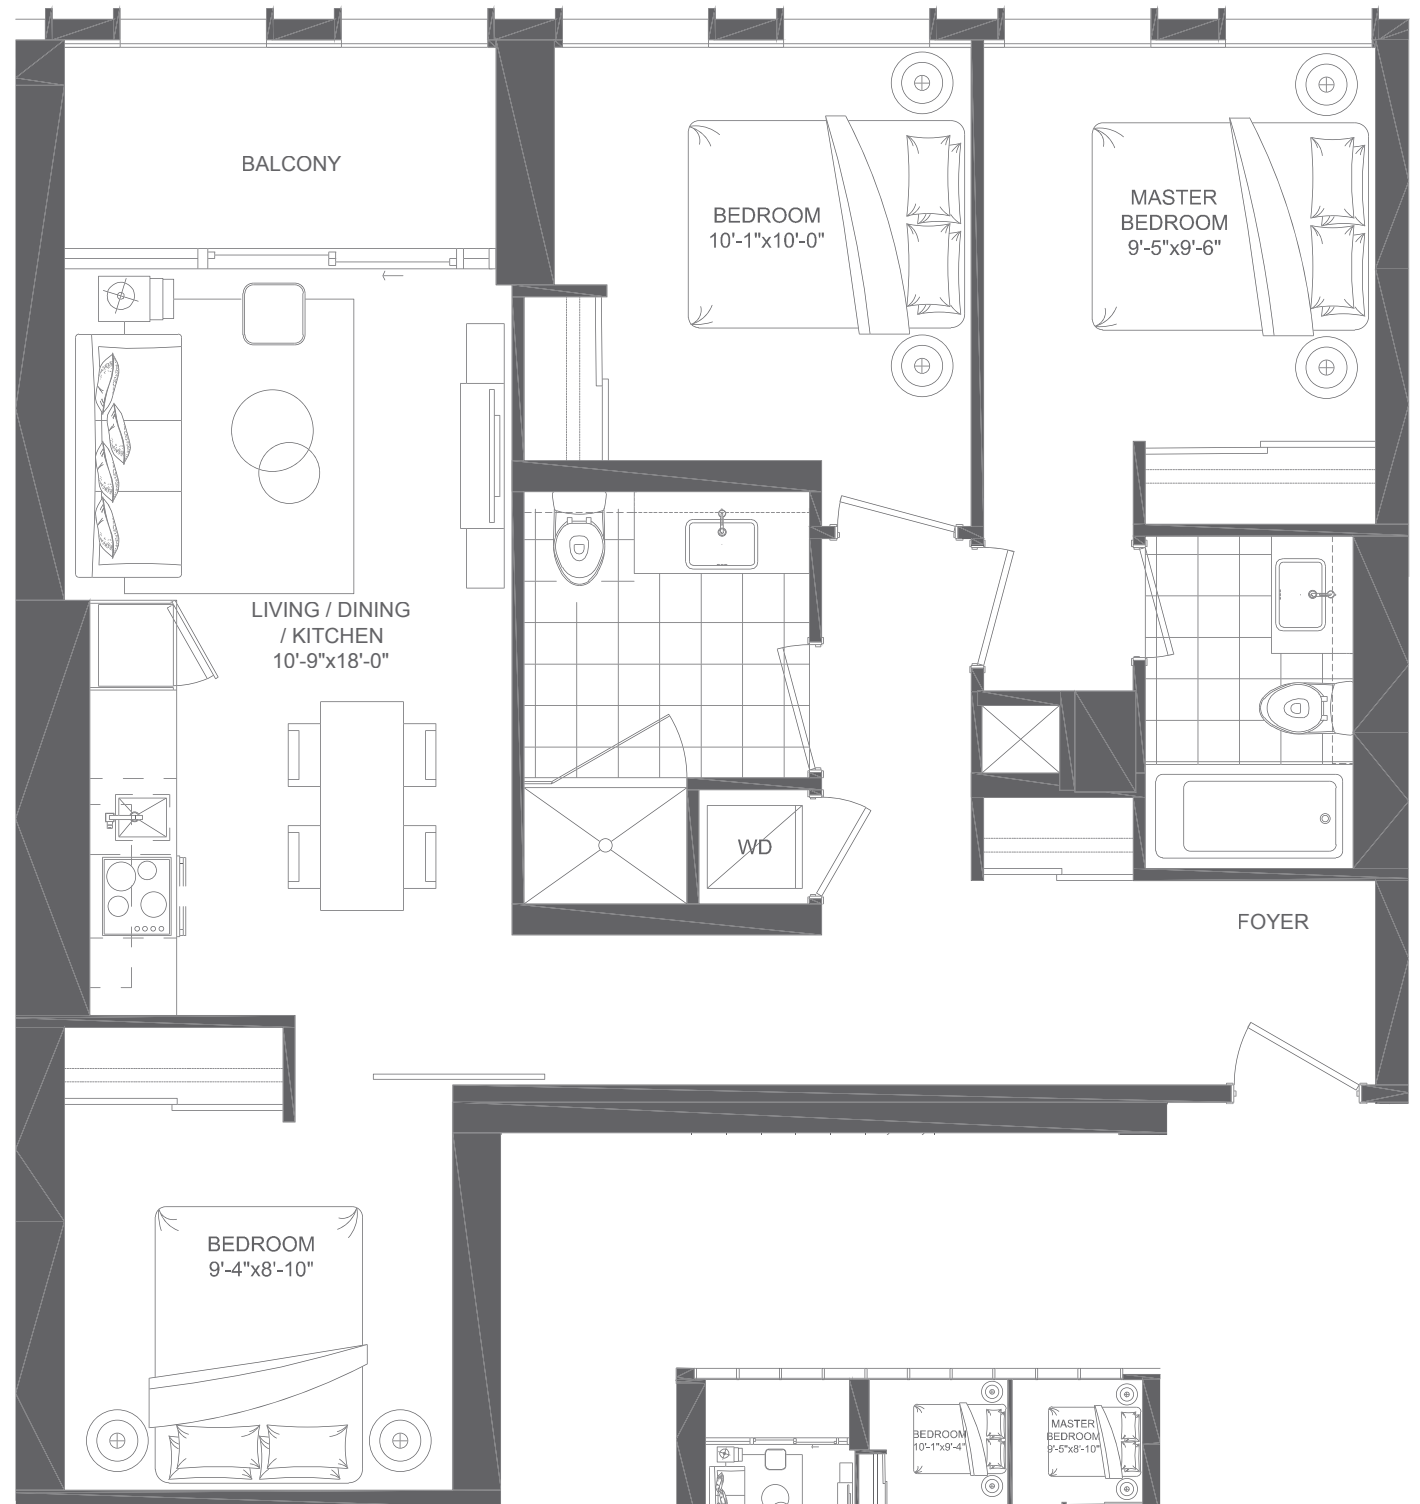 BALCONY
BEDROOM
10'-1"x10'-0"
MASTER
BEDROOM
9'-5"x9'-6"
LIVING / DINING
/ KITCHEN
10'-9"x18'-0"
WD
FOYER
BEDROOM
9'-4"x8'-10"
BEDROOM
10'-1"x9'-4"
MASTER
BEDROOM
9'-5"x8'-10"